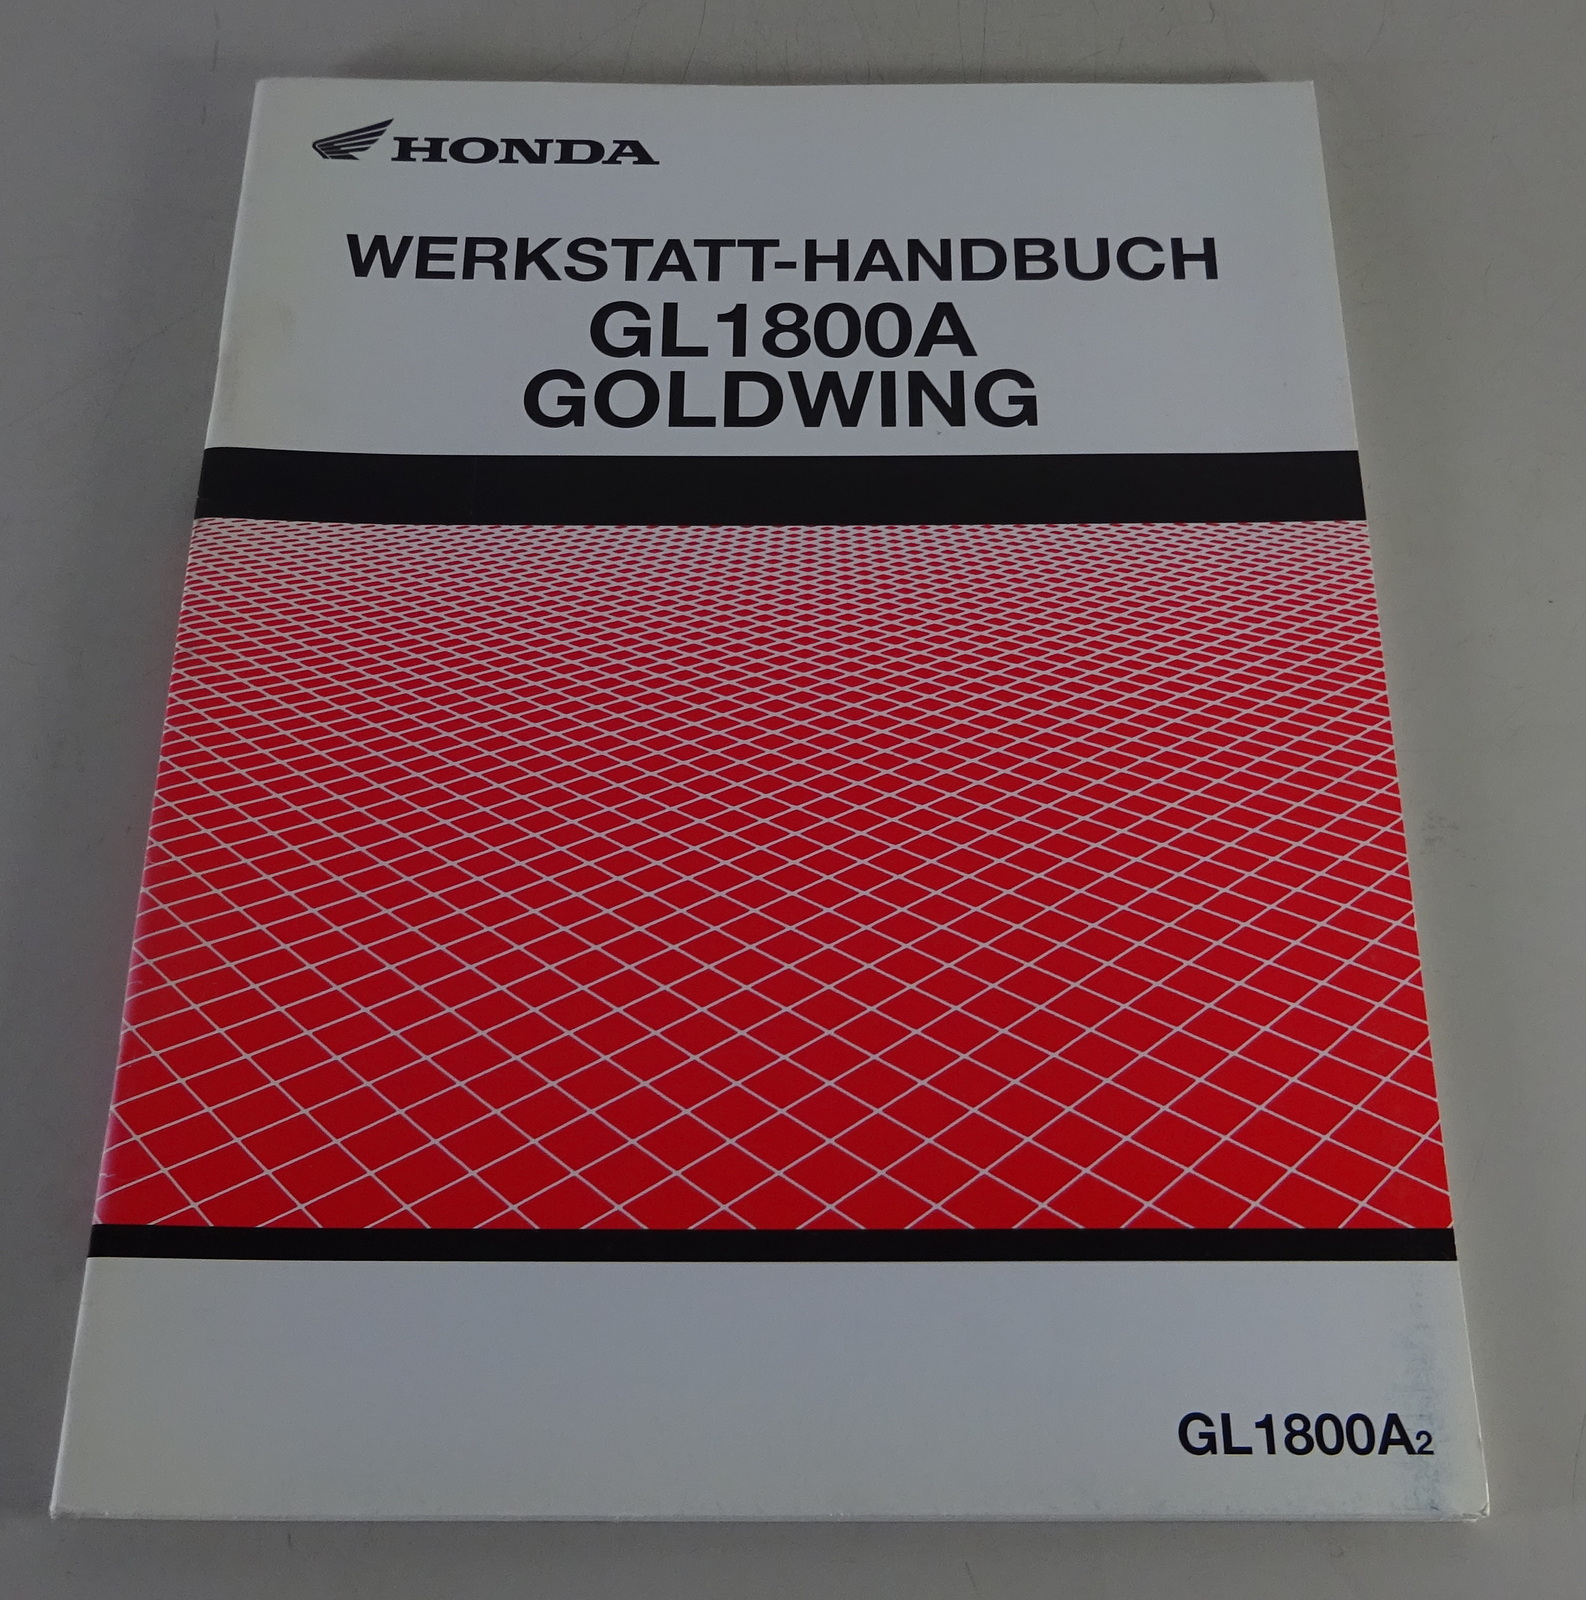 HONDA
WERKSTATT-HANDBUCH
GL1800A
GOLDWING
GL1800A2